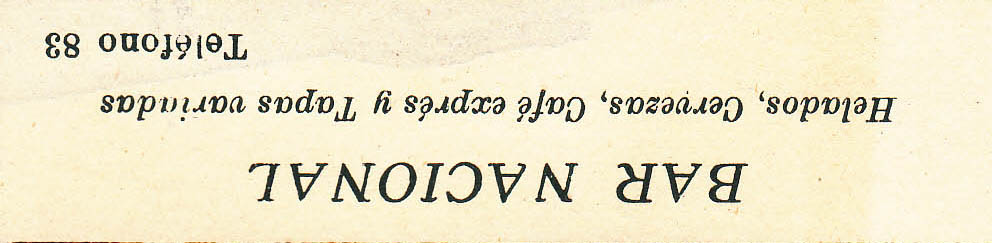 BAR NACIONAL
Helados, Cervezas, Café exprés y Tapas variadas
Teléfono 83